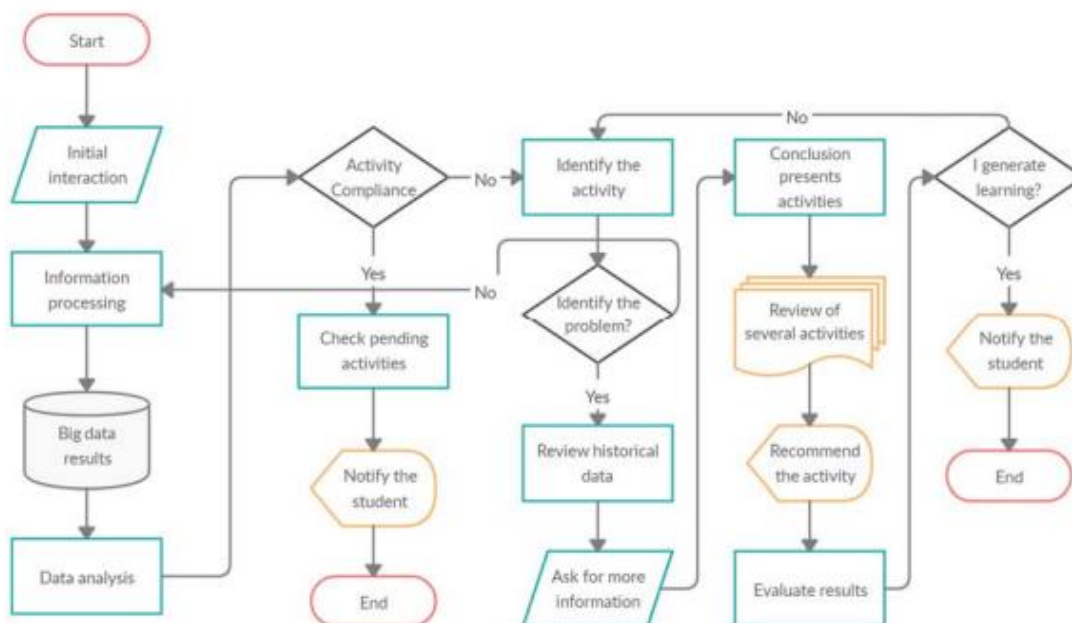 Start
Initial
interaction
Information
processing
Big data
results
Data analysis
Activity
Compliance
No
Yes
Check pending
activities
Notify the
student
End
Identify the
activity
No
Identify the
problem?
Yes
Review historical
data
Ask for more
information
Conclusion
presents
activities
Review of
several activities
Recommend
the activity
Evaluate results
No
I generate
learning?
Yes
Notify the
student
End